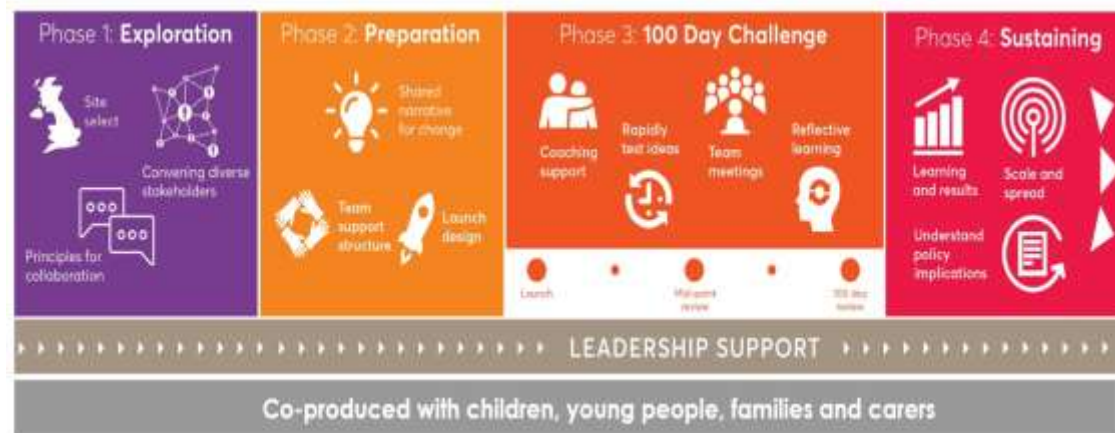 Phase 1: Exploration
Site
select
Convening diverse
stakeholders
Principles for
collaboration
Phase 2: Preparation
Shared
narrative
for change
Team
support
structure
Launch
design
Phase 3: 100 Day Challenge
Coaching
support
Rapidly
test ideas
Team
meetings
Reflective
learning
Launch
Mid-point
review
100 day
review
Phase 4: Sustaining
Learning
and results
Scale and
spread
Understand
policy
implications
LEADERSHIP SUPPORT
Co-produced with children, young people, families and carers